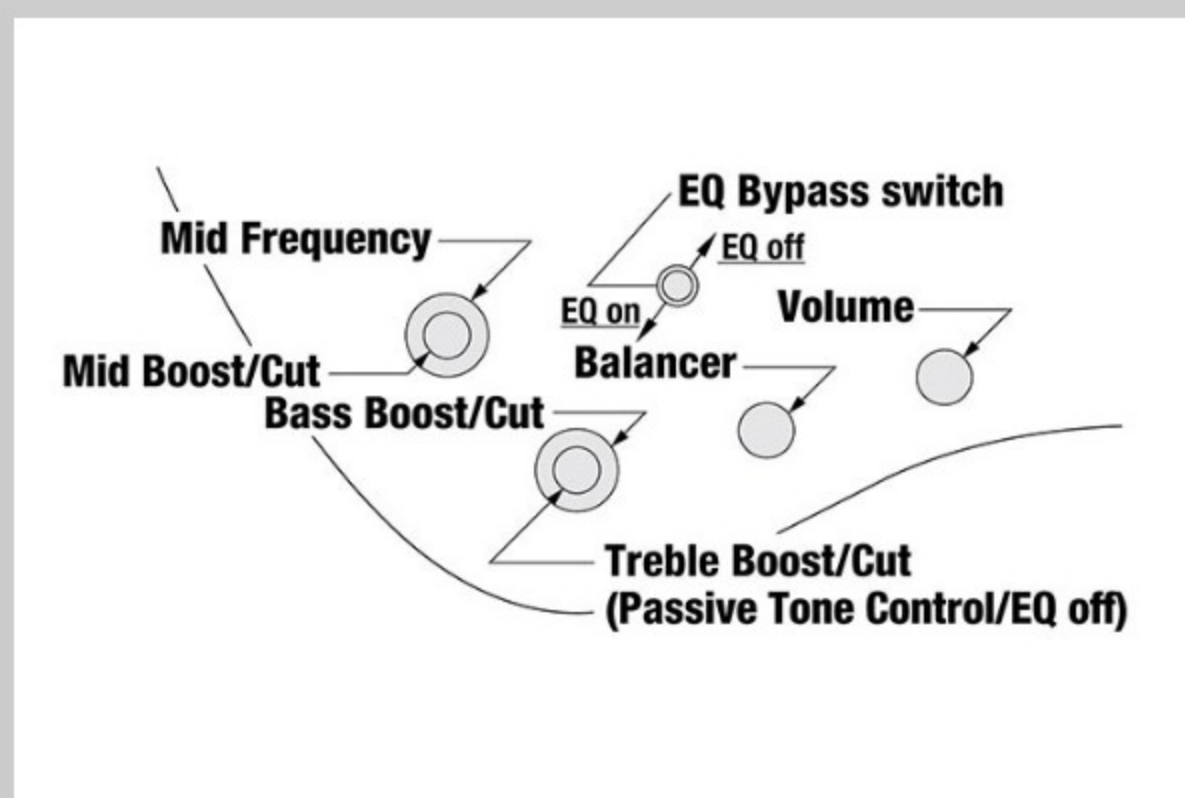 EQ Bypass switch
Mid Frequency
EQ off
Volume
EQ on
Balancer
Mid Boost/Cut
Bass Boost/Cut
Treble Boost/Cut
(Passive Tone Control/EQ off)